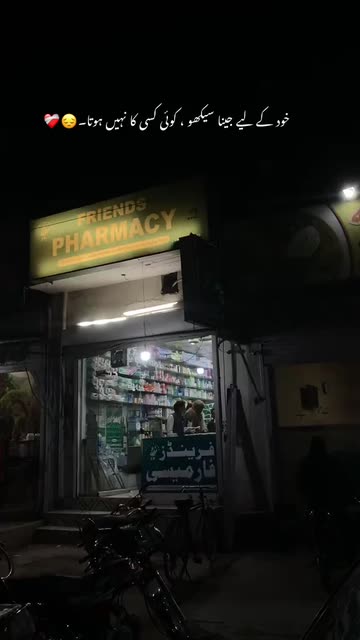 خود کے لیے جینا سیکھو ، کوئی کسی کا نہیں ہوتا۔😔❤️‍🩹
FRIENDS
PHARMACY
فرینڈز
فارمیسی